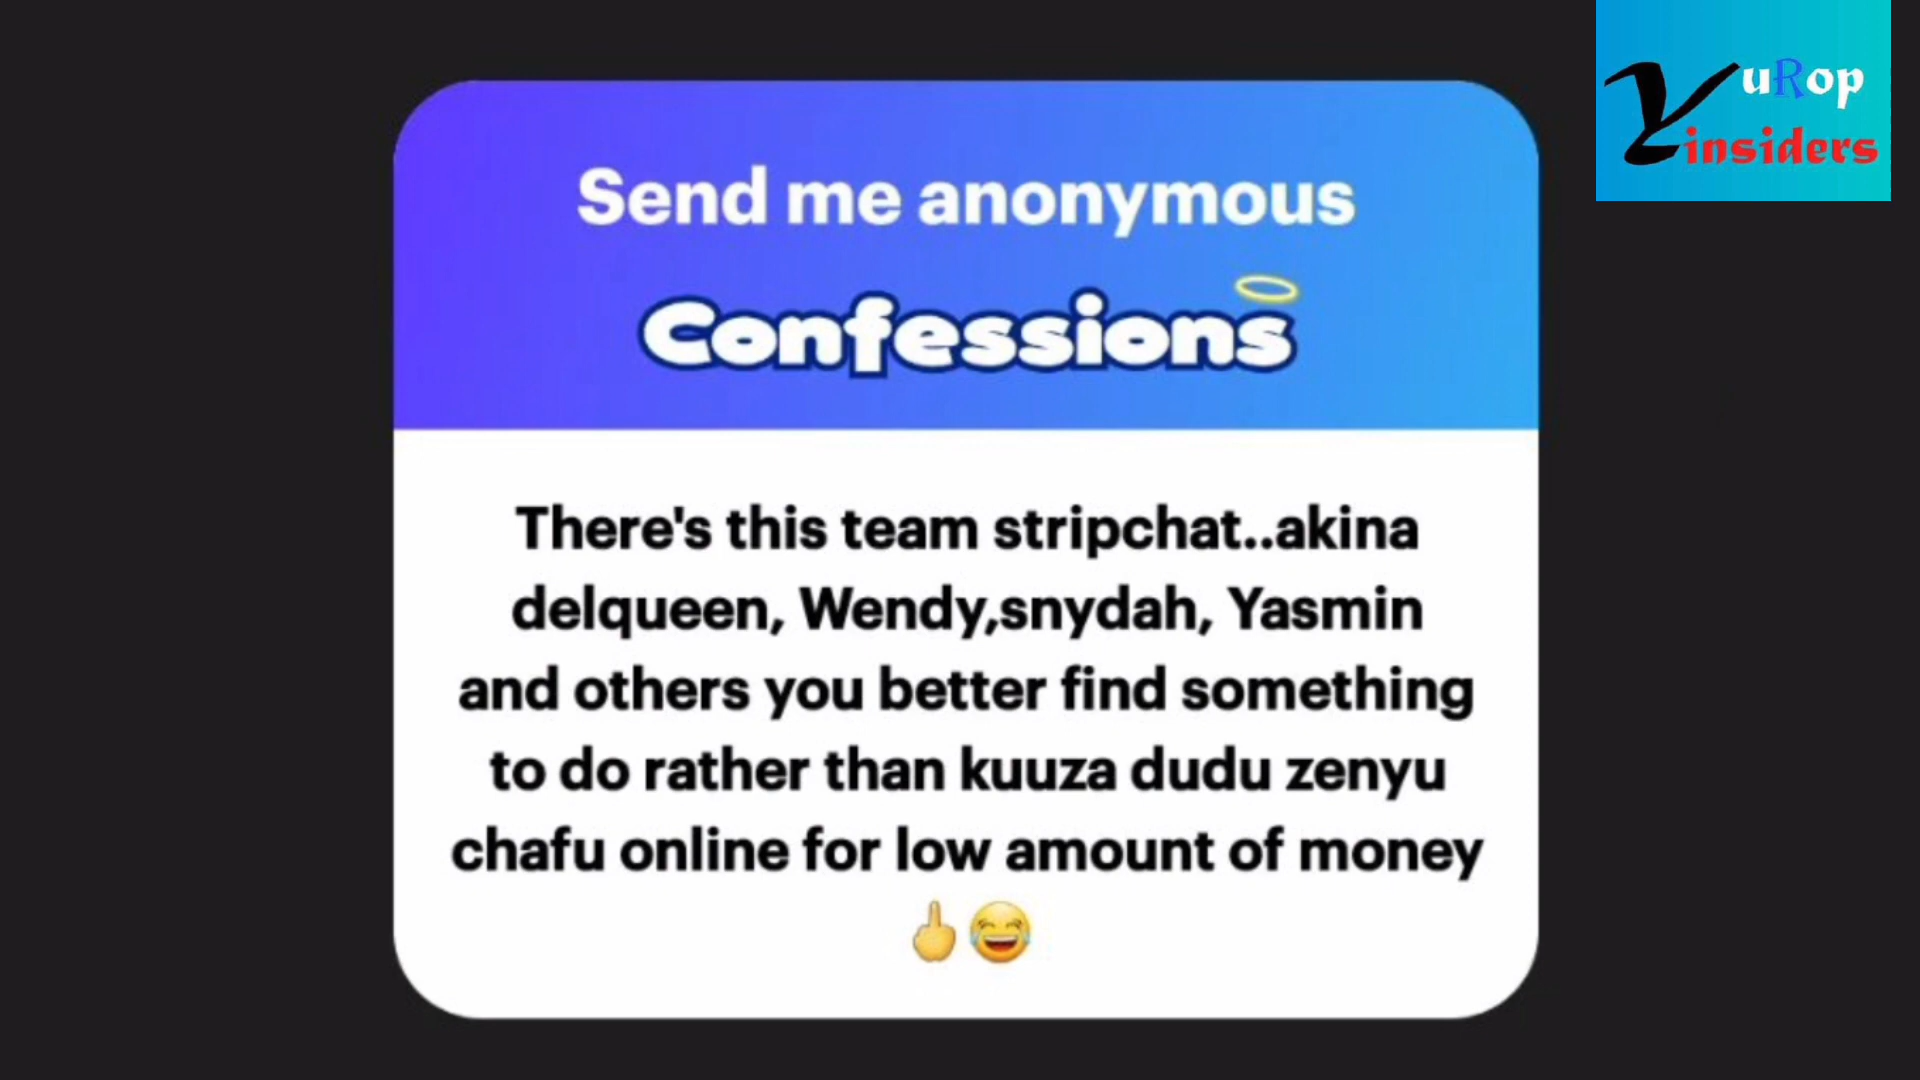 Send me anonymous
Confessions
There's this team stripchat..akina
delqueen, Wendy,snydah, Yasmin
and others you better find something
to do rather than kuuza dudu zenyu
chafu online for low amount of money
🖕😂
YuRop
insiders